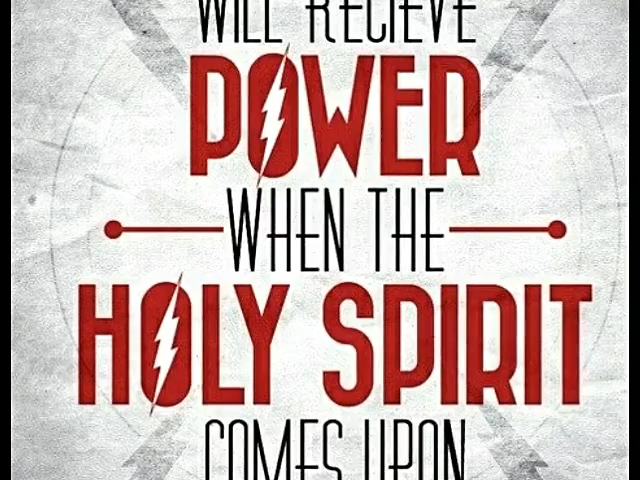 WILL RECIEVE
POWER
WHEN THE
HOLY SPIRIT
COMES UPON